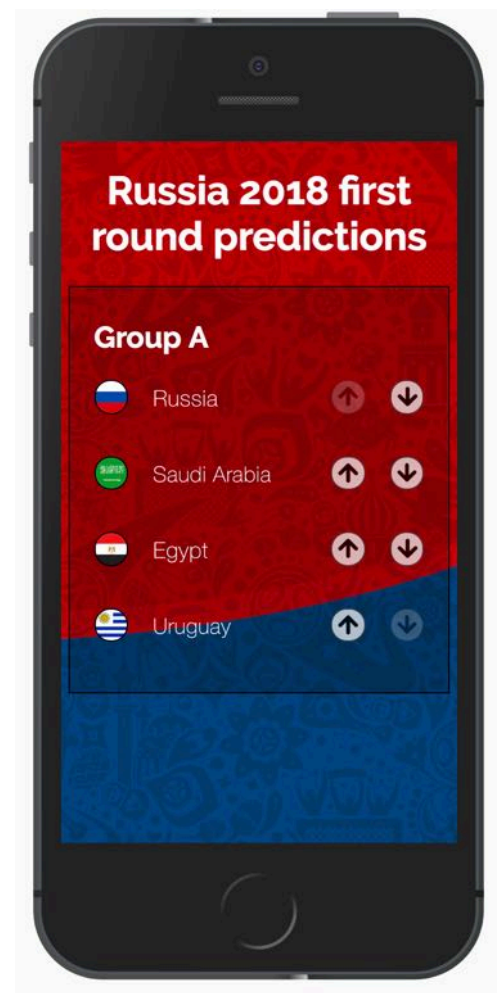 Russia 2018 first
round predictions
Group A
Russia
Saudi Arabia
Egypt
Uruguay